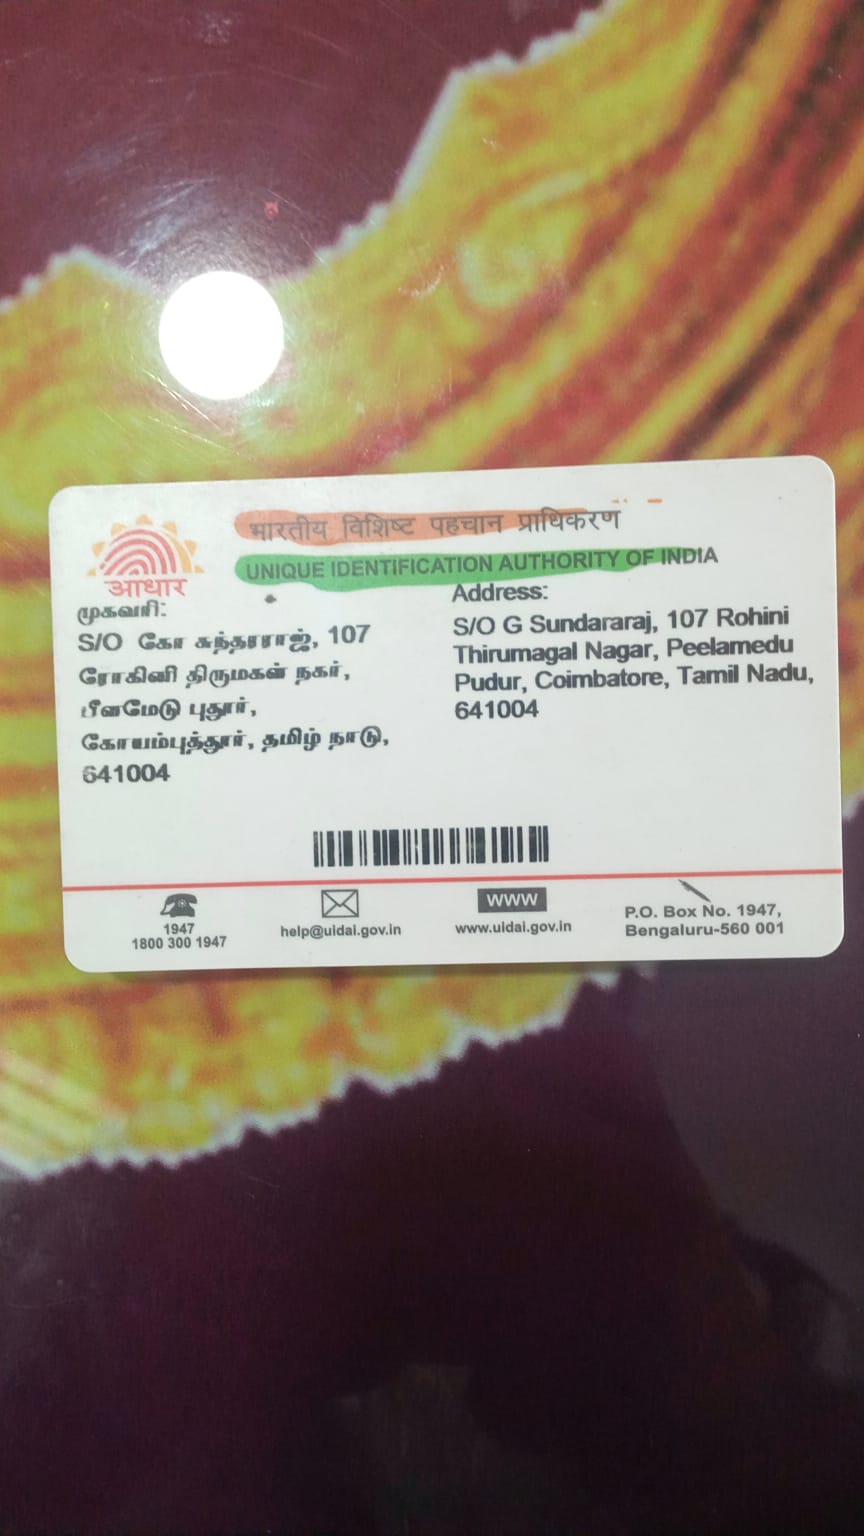 भारतीय विशिष्ट पहचान प्राधिकरण
UNIQUE IDENTIFICATION AUTHORITY OF INDIA
आधार
முகவரி:
S/O கோ சுந்தரராஜ், 107
ரோகினி திருமகள் நகர்,
பீளமேடு புதூர்,
கோயம்புத்தூர், தமிழ் நாடு,
641004
Address:
S/O G Sundararaj, 107 Rohini
Thirumagal Nagar, Peelamedu
Pudur, Coimbatore, Tamil Nadu,
641004
1947
1800 300 1947
help@uidai.gov.in
WWW
www.uidai.gov.in
P.O. Box No. 1947,
Bengaluru-560 001